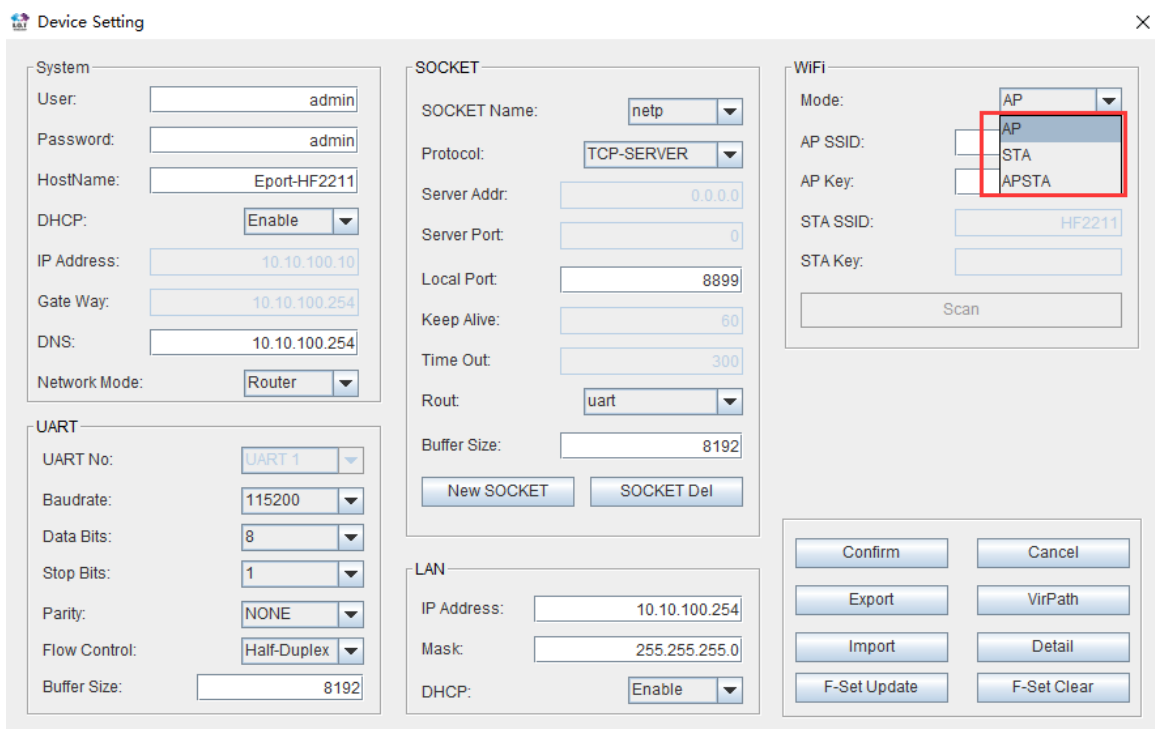 Device Setting
System
User: admin
Password: admin
HostName: Eport-HF2211
DHCP: Enable
IP Address: 10.10.100.10
Gate Way: 10.10.100.254
DNS: 10.10.100.254
Network Mode: Router
UART
UART No: UART 1
Baudrate: 115200
Data Bits: 8
Stop Bits: 1
Parity: NONE
Flow Control: Half-Duplex
Buffer Size: 8192
SOCKET
SOCKET Name: netp
Protocol: TCP-SERVER
Server Addr: 0.0.0.0
Server Port: 0
Local Port: 8899
Keep Alive: 60
Time Out: 300
Rout: uart
Buffer Size: 8192
New SOCKET SOCKET Del
LAN
IP Address: 10.10.100.254
Mask: 255.255.255.0
DHCP: Enable
WiFi
Mode: AP
AP
STA
APSTA
AP SSID:
AP Key:
STA SSID: HF2211
STA Key:
Scan
Confirm Cancel
Export VirPath
Import Detail
F-Set Update F-Set Clear